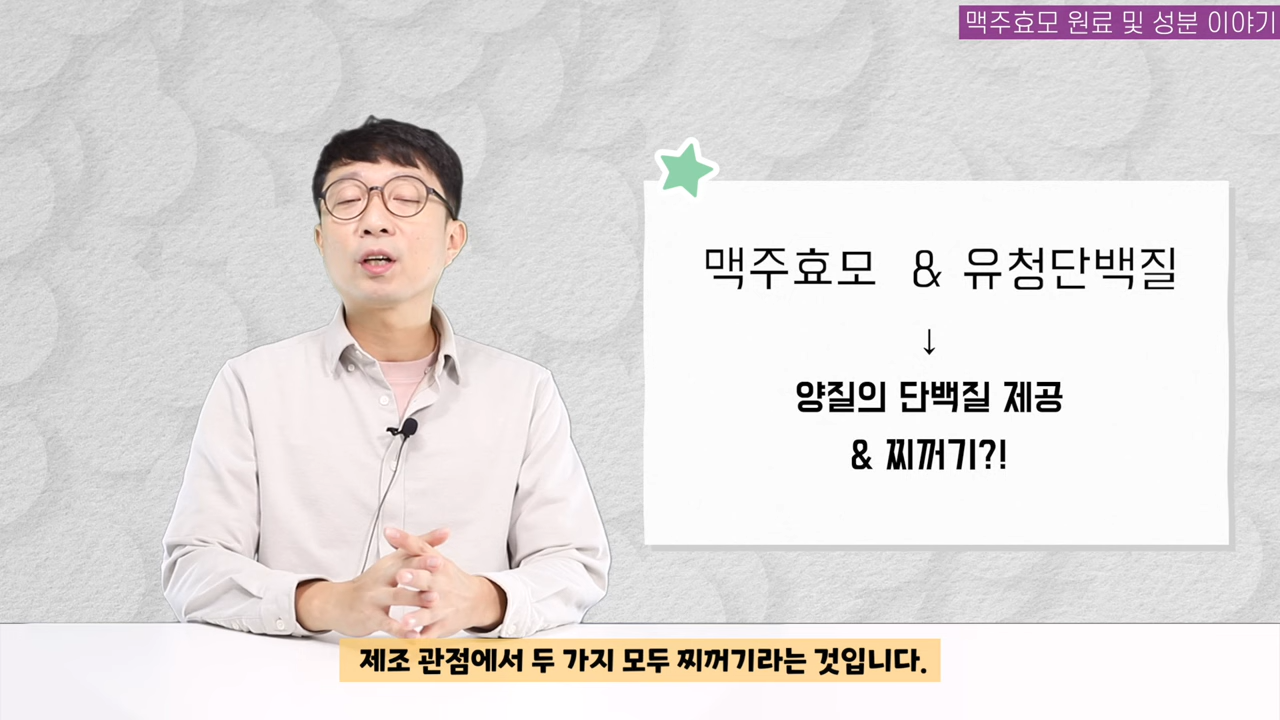 맥주효모 원료 및 성분 이야기
맥주효모 & 유청단백질
↓
양질의 단백질 제공
& 찌꺼기?!
제조 관점에서 두 가지 모두 찌꺼기라는 것입니다.